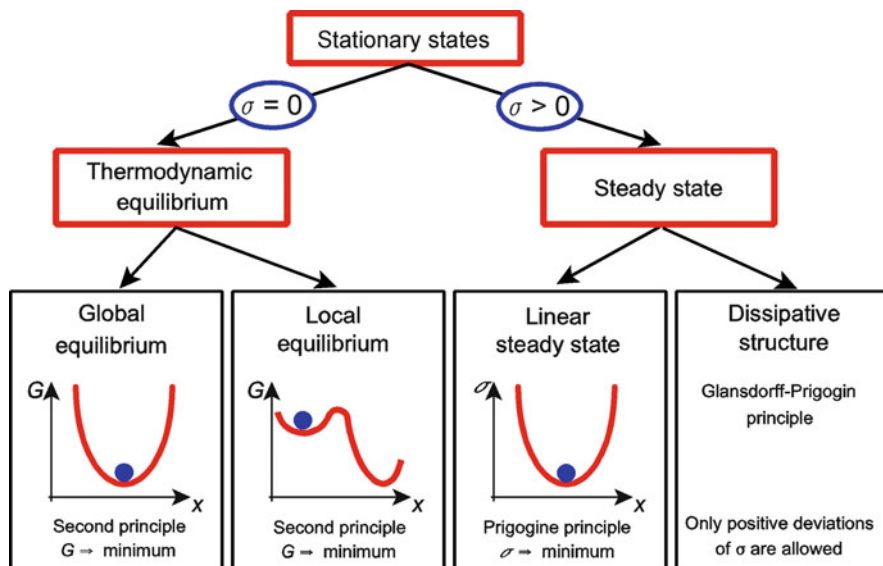 Stationary states
σ = 0
σ > 0
Thermodynamic
equilibrium
Steady state
Global
equilibrium
G
x
Second principle
G ⇒ minimum
Local
equilibrium
G
x
Second principle
G ⇒ minimum
Linear
steady state
σ
x
Prigogine principle
σ ⇒ minimum
Dissipative
structure
Glansdorff-Prigogin
principle
Only positive deviations
of σ are allowed